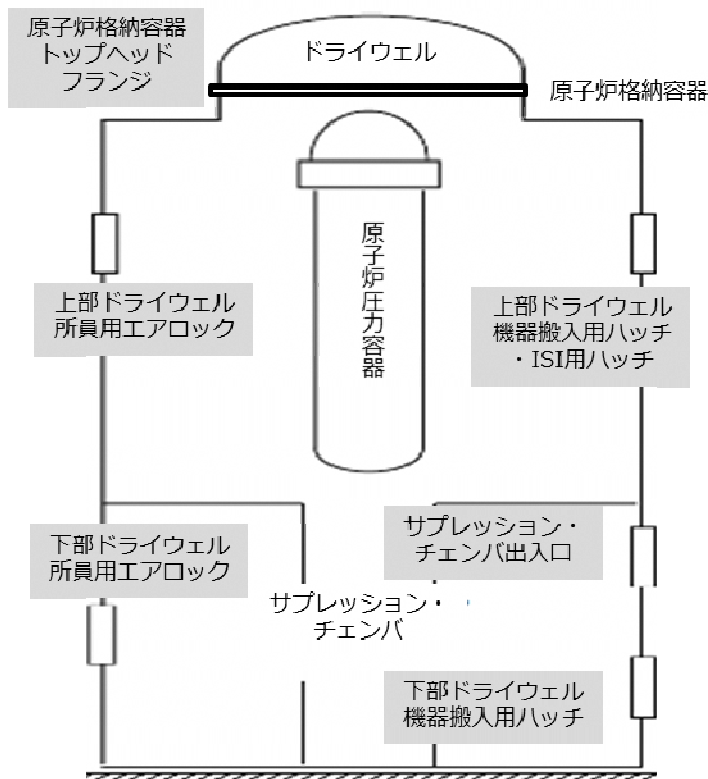 原子炉格納容器
トップヘッド
フランジ
ドライウェル
原子炉格納容器
原子炉圧力容器
上部ドライウェル
所員用エアロック
上部ドライウェル
機器搬入用ハッチ
・ISI用ハッチ
下部ドライウェル
所員用エアロック
サプレッション・
チェンバ出入口
サプレッション・
チェンバ
下部ドライウェル
機器搬入用ハッチ